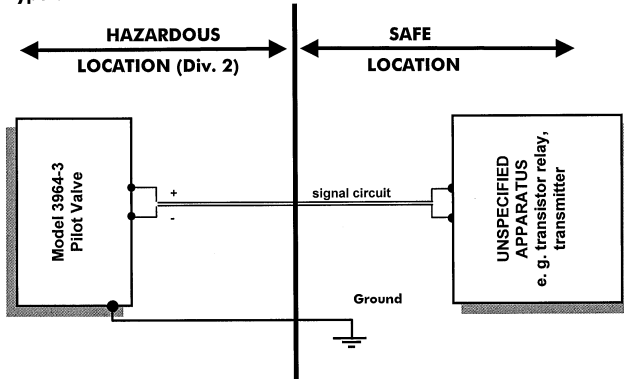 HAZARDOUS
LOCATION (Div. 2)
SAFE
LOCATION
Model 3964-3
Pilot Valve
+
-
signal circuit
UNSPECIFIED
APPARATUS
e. g. transistor relay,
transmitter
Ground